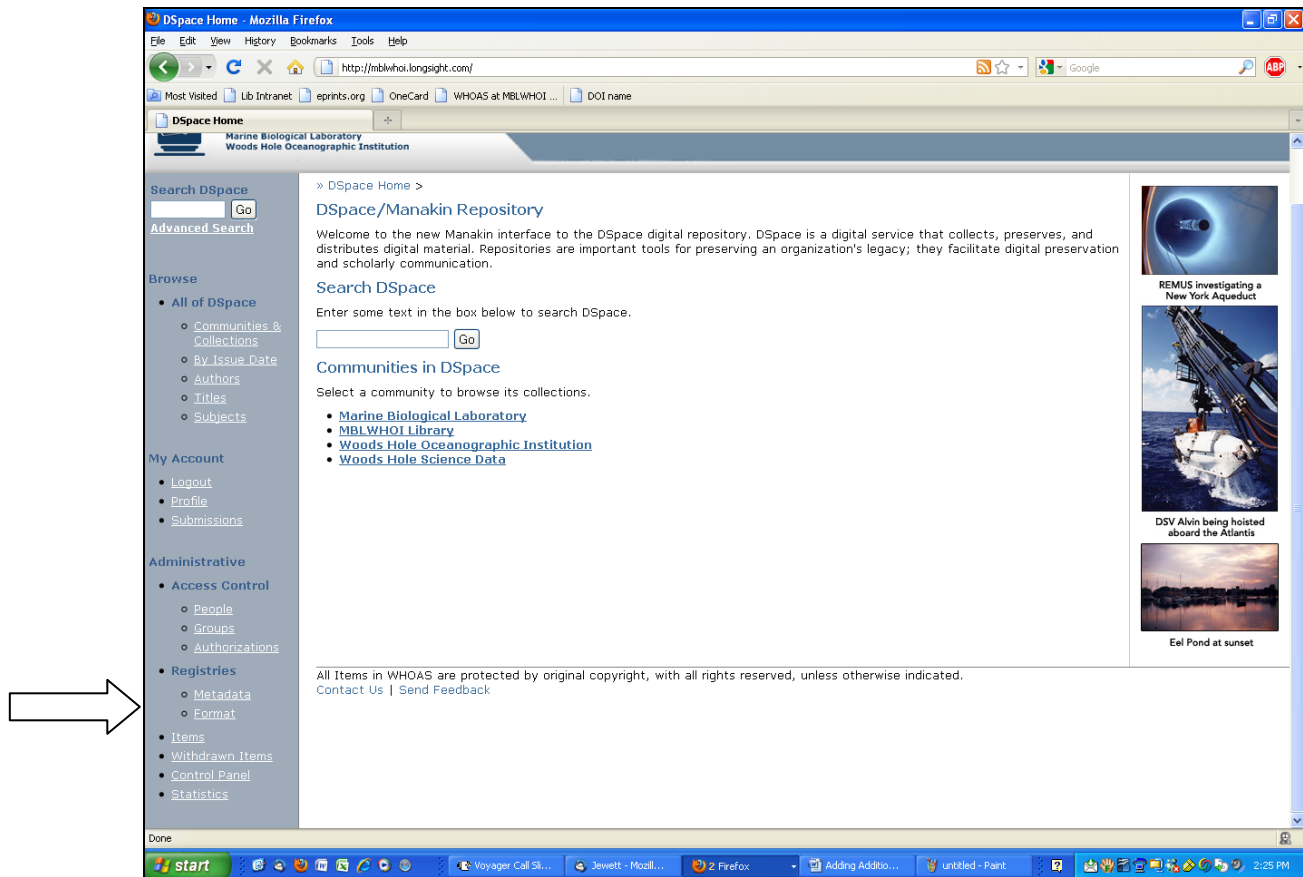 DSpace Home - Mozilla Firefox
File Edit View History Bookmarks Tools Help
http://mblwhoi.longsight.com/
Google
ABP
Most Visited Lib Intranet eprints.org OneCard WHOAS at MBLWHOI ... DOI name
DSpace Home
Marine Biological Laboratory
Woods Hole Oceanographic Institution
Search DSpace
Go
Advanced Search
Browse
All of DSpace
Communities &
Collections
By Issue Date
Authors
Titles
Subjects
My Account
Logout
Profile
Submissions
Administrative
Access Control
People
Groups
Authorizations
Registries
Metadata
Format
Items
Withdrawn Items
Control Panel
Statistics
» DSpace Home >
DSpace/Manakin Repository
Welcome to the new Manakin interface to the DSpace digital repository. DSpace is a digital service that collects, preserves, and
distributes digital material. Repositories are important tools for preserving an organization's legacy; they facilitate digital preservation
and scholarly communication.
Search DSpace
Enter some text in the box below to search DSpace.
Go
Communities in DSpace
Select a community to browse its collections.
Marine Biological Laboratory
MBLWHOI Library
Woods Hole Oceanographic Institution
Woods Hole Science Data
All Items in WHOAS are protected by original copyright, with all rights reserved, unless otherwise indicated.
Contact Us | Send Feedback
REMUS investigating a
New York Aqueduct
DSV Alvin being hoisted
aboard the Atlantis
Eel Pond at sunset
Done
start Voyager Call Sli... Jewett - Mozill... 2 Firefox Adding Additio... untitled - Paint 2:25 PM